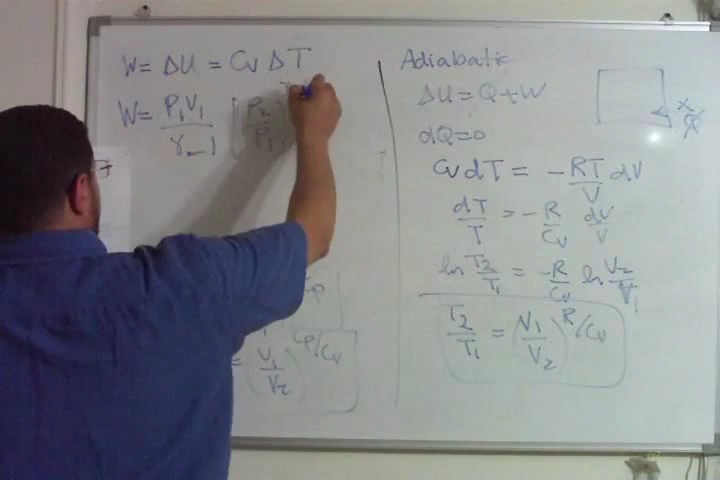 W = ΔU = Cv ΔT
W = P₁V₁/γ-1 [(P₂/P₁)
Cp
= (V₁/V₂)^Cp/Cv
Adiabatic
ΔU = Q + W
dQ = 0
Cv dT = -RT/V dV
dT/T = -R/Cv dV/V
ln T₂/T₁ = -R/Cv ln V₂/V₁
T₂/T₁ = (V₁/V₂)^R/Cv